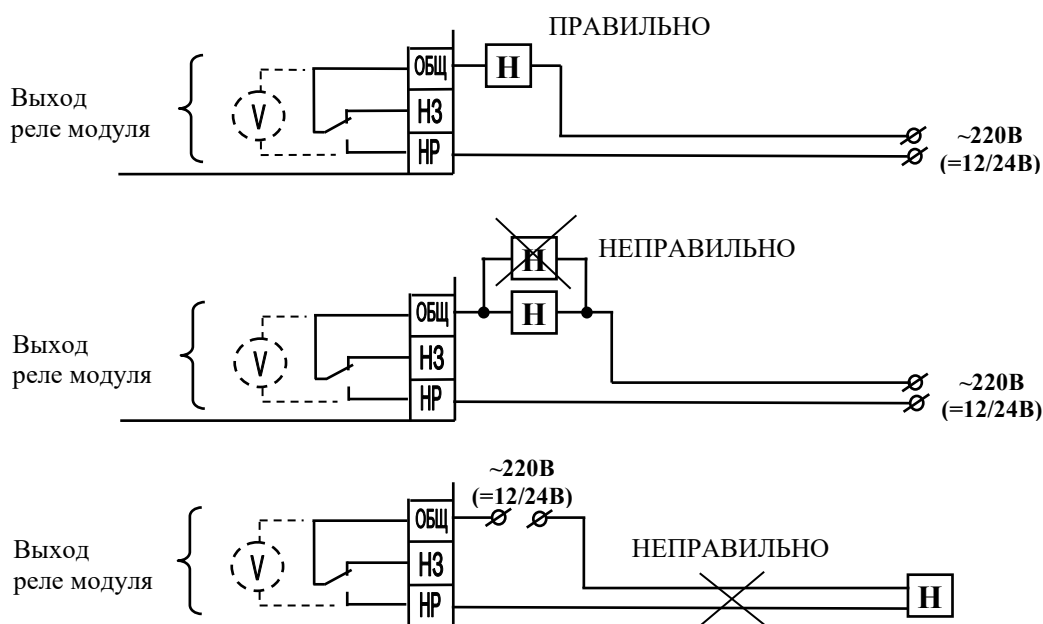 ПРАВИЛЬНО
ОБЩ
Н
Выход
реле модуля
V
НЗ
НР
~220В
(=12/24В)
Н
НЕПРАВИЛЬНО
ОБЩ
Н
Выход
реле модуля
V
НЗ
НР
~220В
(=12/24В)
~220В
(=12/24В)
ОБЩ
Выход
реле модуля
V
НЗ
НЕПРАВИЛЬНО
НР
Н